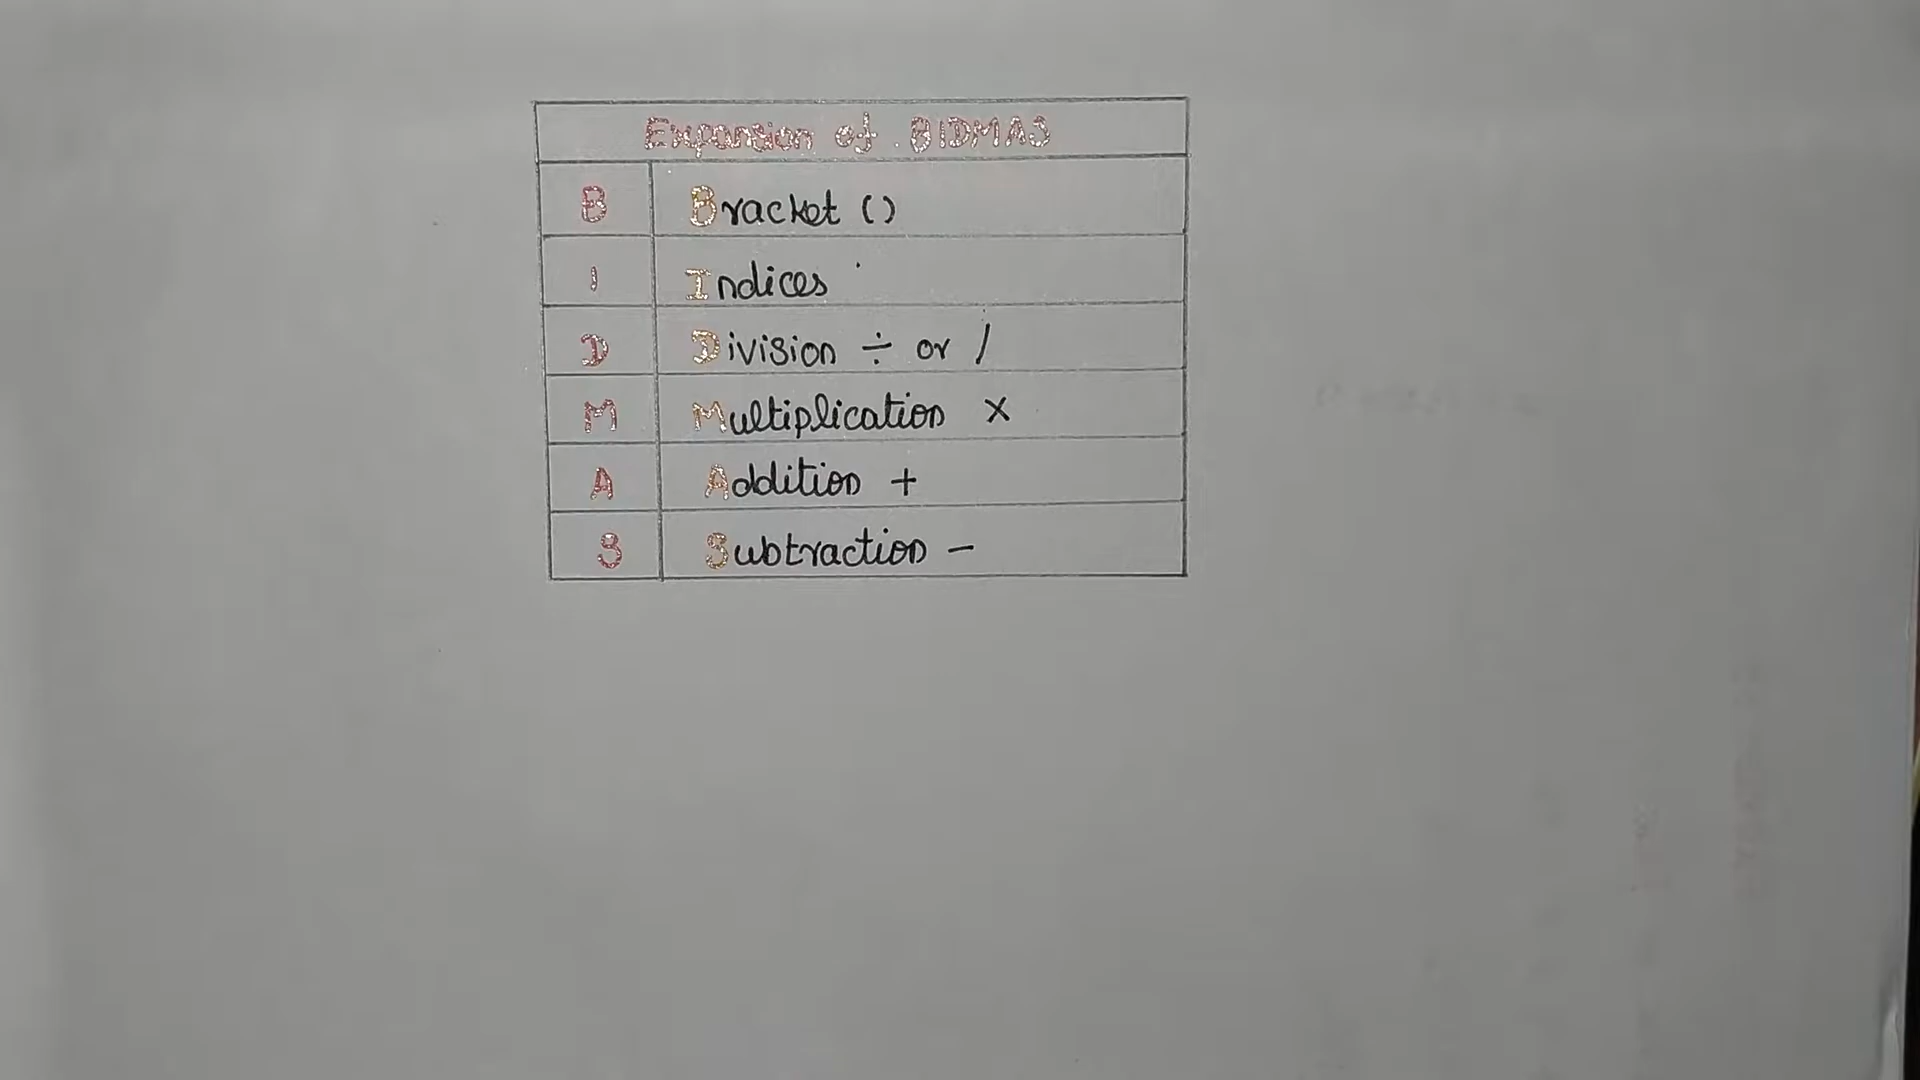 Expansion of BIDMAS
B Bracket ()
I Indices
D Division ÷ or /
M Multiplication ×
A Addition +
S Subtraction −